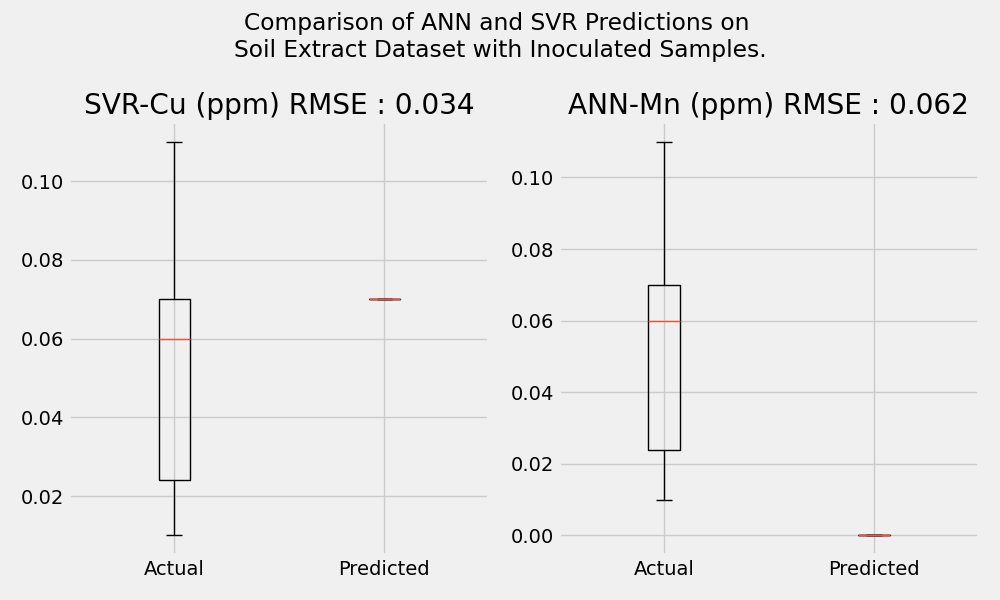 Comparison of ANN and SVR Predictions on
Soil Extract Dataset with Inoculated Samples.
SVR-Cu (ppm) RMSE : 0.034
0.10
0.08
0.06
0.04
0.02
Actual
Predicted
ANN-Mn (ppm) RMSE : 0.062
0.10
0.08
0.06
0.04
0.02
0.00
Actual
Predicted